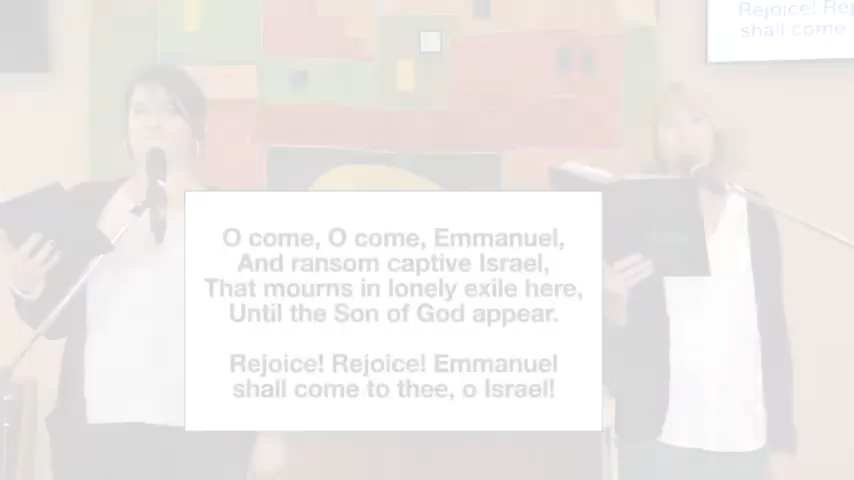 Rejoice! Rej
shall come
O come, O come, Emmanuel,
And ransom captive Israel,
That mourns in lonely exile here,
Until the Son of God appear.
Rejoice! Rejoice! Emmanuel
shall come to thee, o Israel!